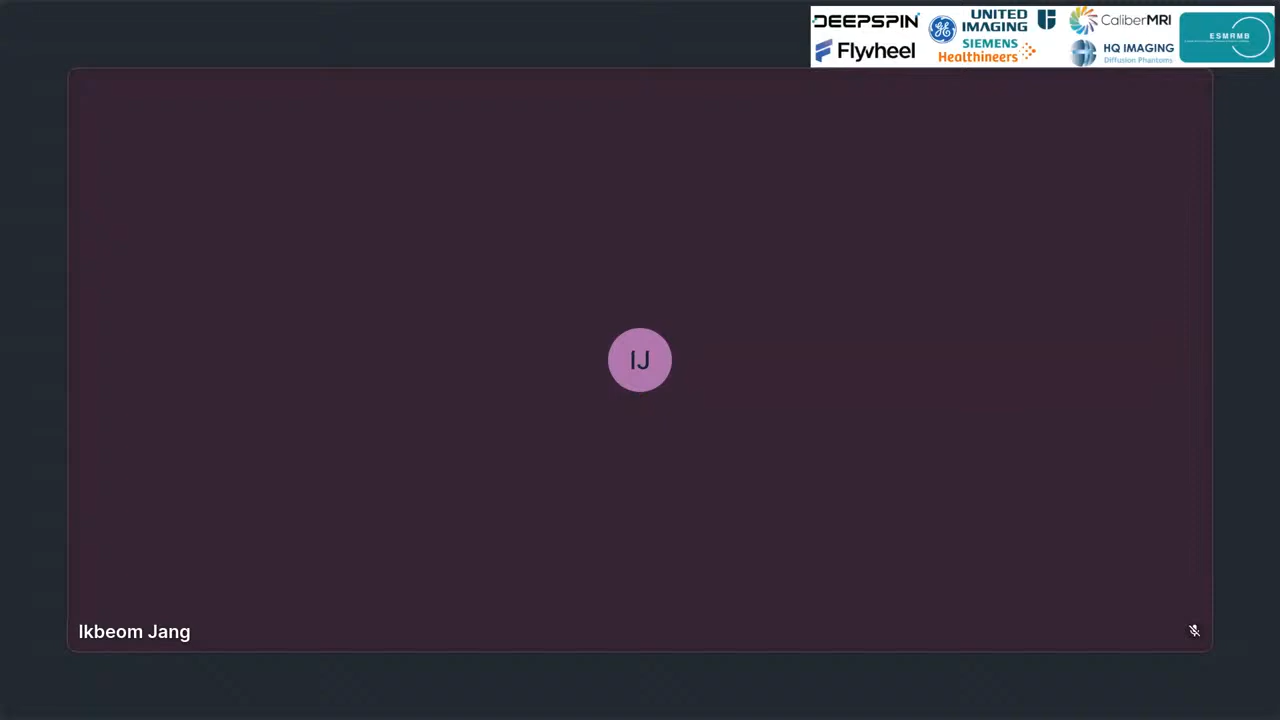 DEEPSPIN
UNITED
IMAGING
CaliberMRI
Flywheel
SIEMENS
Healthineers
HQ IMAGING
Diffusion Phantoms
ESMRMB
IJ
Ikbeom Jang